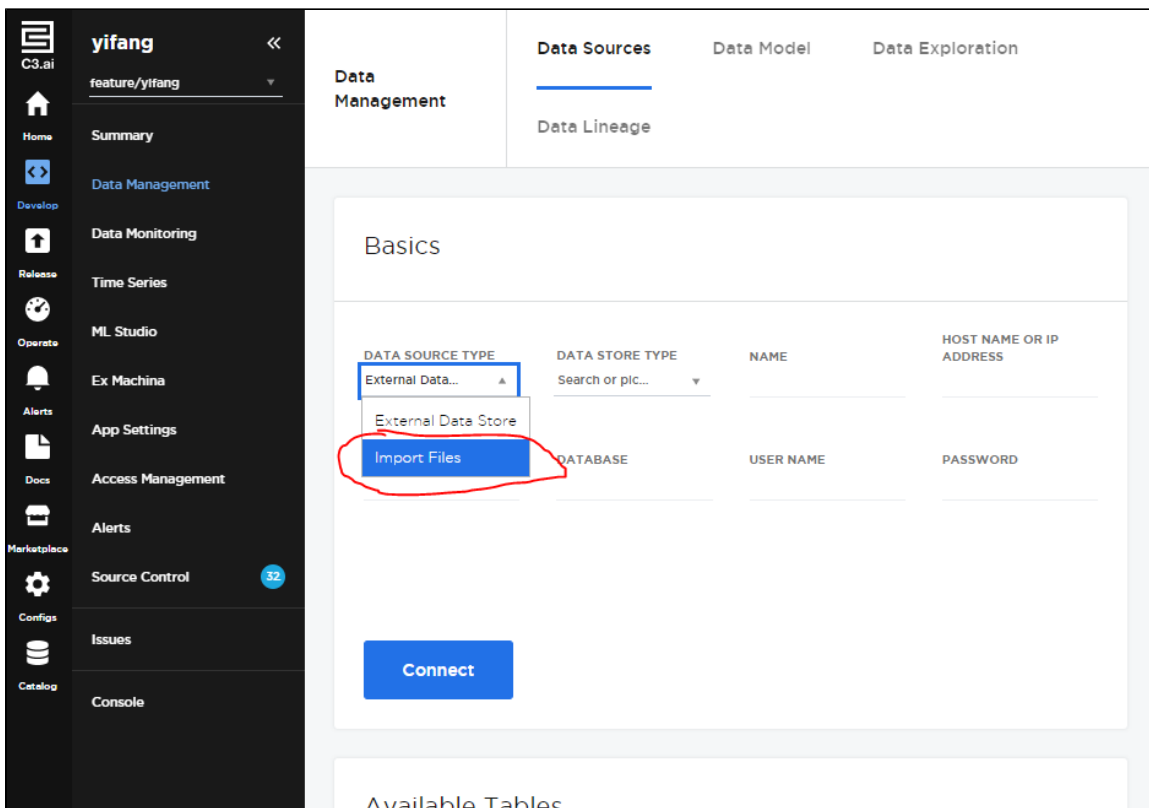 C3.ai
Home
Develop
Release
Operate
Alerts
Docs
Marketplace
Configs
Catalog
yifang
feature/yifang
Summary
Data Management
Data Monitoring
Time Series
ML Studio
Ex Machina
App Settings
Access Management
Alerts
Source Control 32
Issues
Console
Data
Management
Data Sources Data Model Data Exploration
Data Lineage
Basics
DATA SOURCE TYPE
External Data...
External Data Store
Import Files
DATA STORE TYPE
Search or pic...
NAME
HOST NAME OR IP
ADDRESS
DATABASE
USER NAME
PASSWORD
Connect
Available Tables